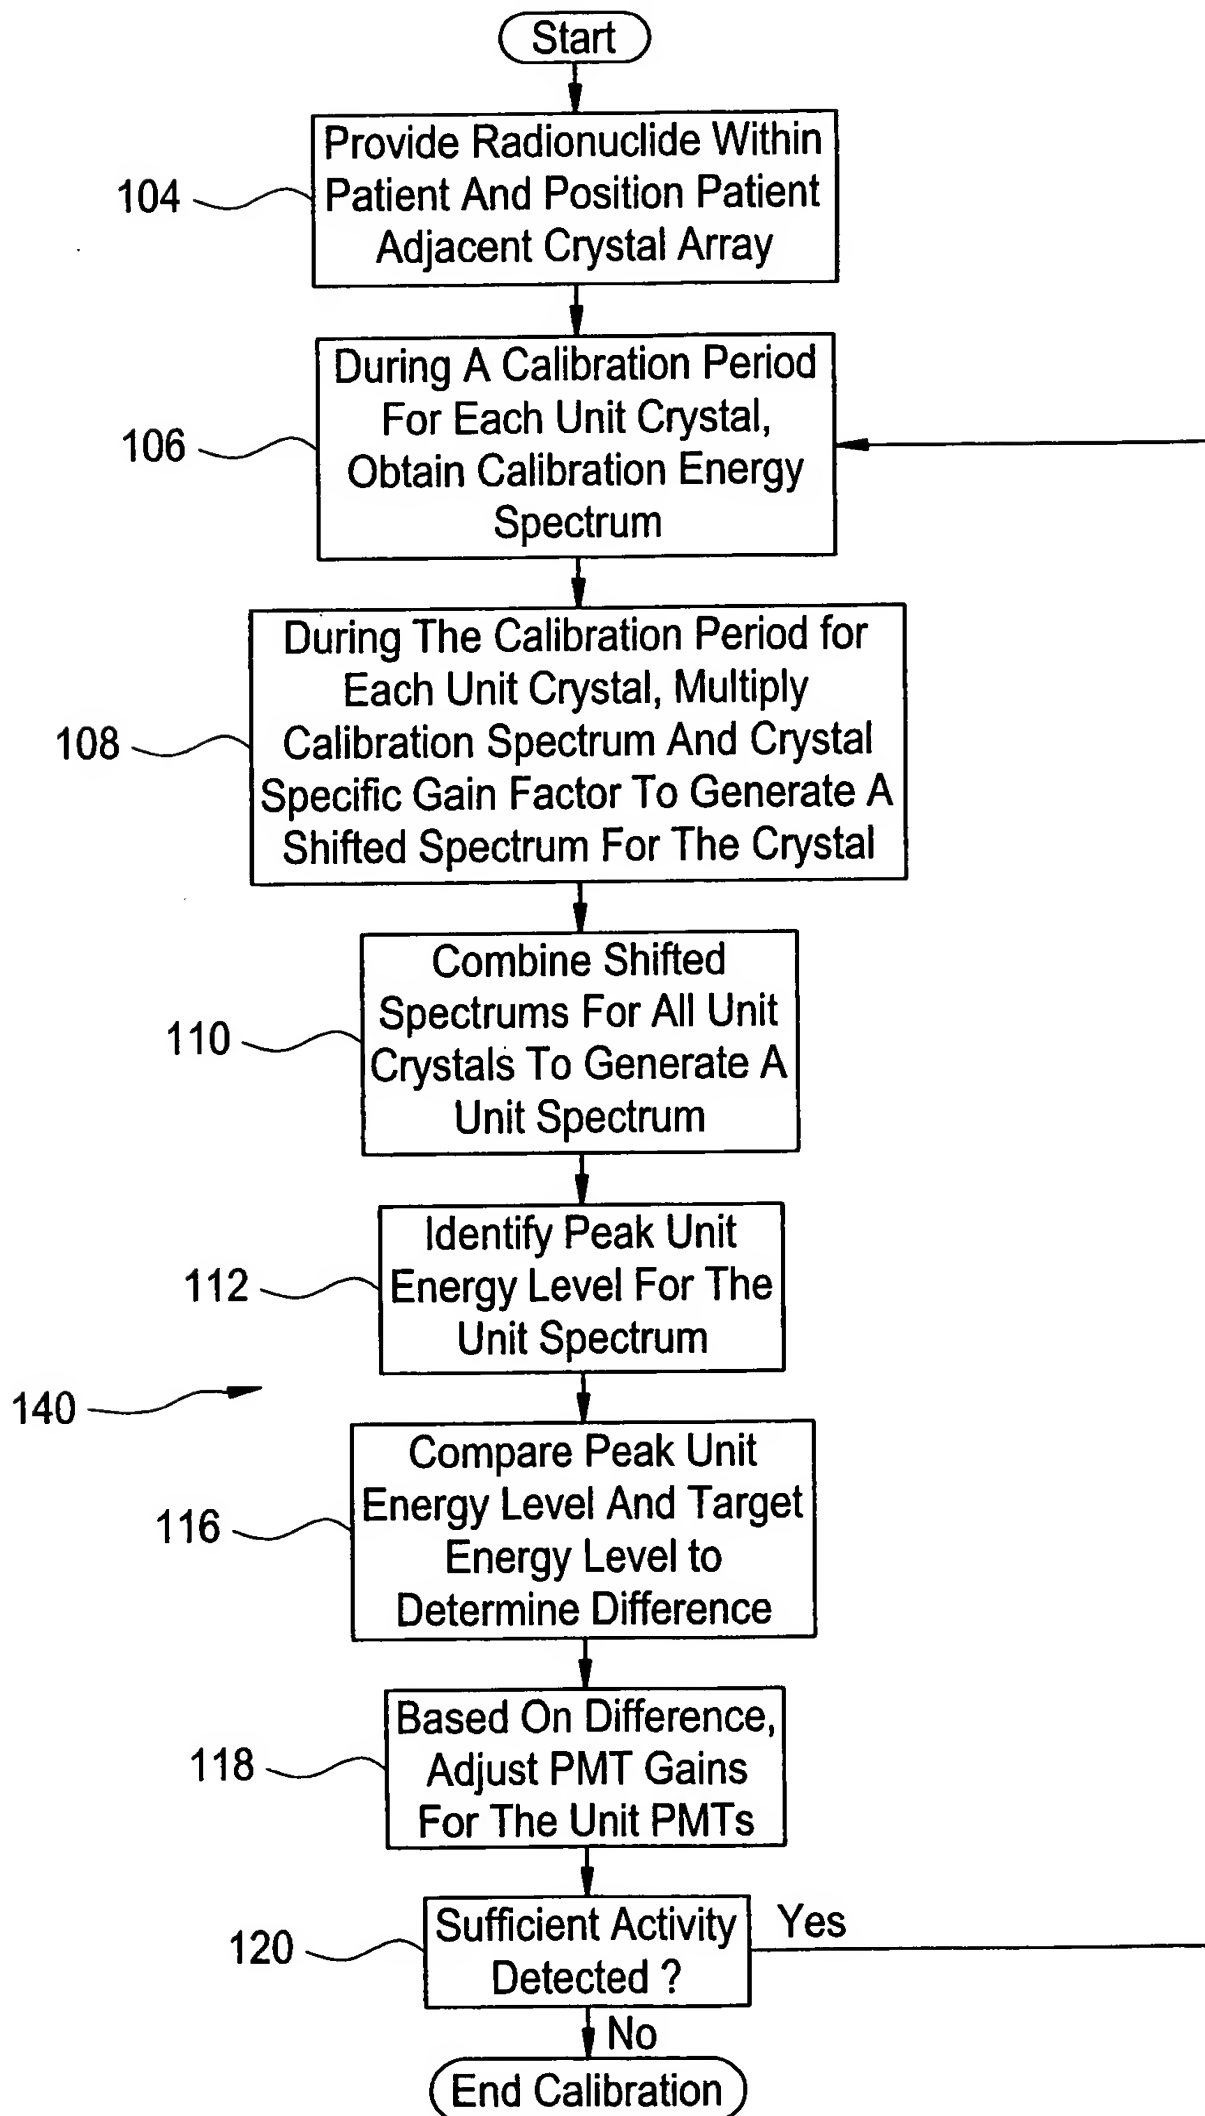 Start
Provide Radionuclide Within
Patient And Position Patient
Adjacent Crystal Array
104
During A Calibration Period
For Each Unit Crystal,
Obtain Calibration Energy
Spectrum
106
During The Calibration Period for
Each Unit Crystal, Multiply
Calibration Spectrum And Crystal
Specific Gain Factor To Generate A
Shifted Spectrum For The Crystal
108
Combine Shifted
Spectrums For All Unit
Crystals To Generate A
Unit Spectrum
110
Identify Peak Unit
Energy Level For The
Unit Spectrum
112
140
Compare Peak Unit
Energy Level And Target
Energy Level to
Determine Difference
116
Based On Difference,
Adjust PMT Gains
For The Unit PMTs
118
Sufficient Activity
Detected ?
120
Yes
No
End Calibration